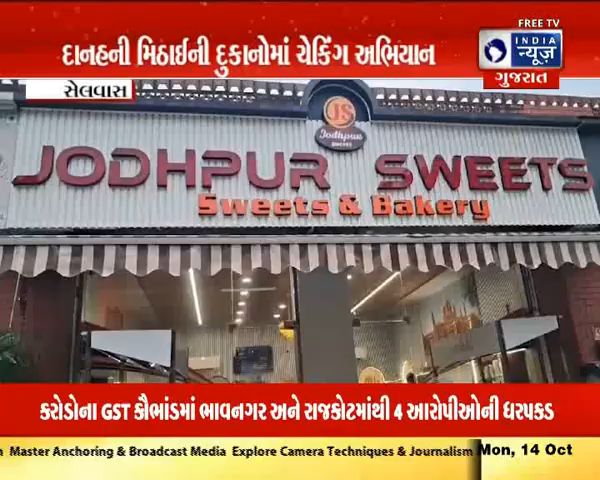 FREE TV
દાનહની મિઠાઈની દુકાનોમાં ચેકિંગ અભિયાન
INDIA
न्यूज़
ગુજરાત
સેલવાસ
JS
Jodhpur
SWEETS
JODHPUR SWEETS
Sweets & Bakery
કરોડોના GST કૌભાંડમાં ભાવનગર અને રાજકોટમાંથી 4 આરોપીઓની ધરપકડ
Master Anchoring & Broadcast Media Explore Camera Techniques & Journalism
Mon, 14 Oct